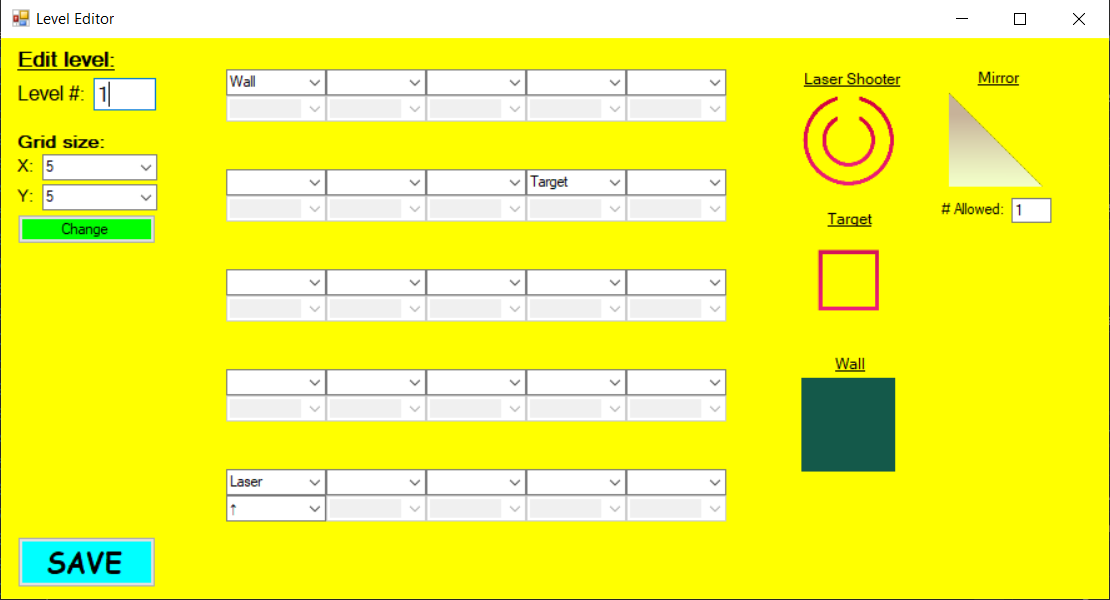 Level Editor
Edit level:
Level #: 1
Grid size:
X: 5
Y: 5
Change
SAVE
Wall
Target
Laser
↑
Laser Shooter
Target
Wall
Mirror
# Allowed: 1